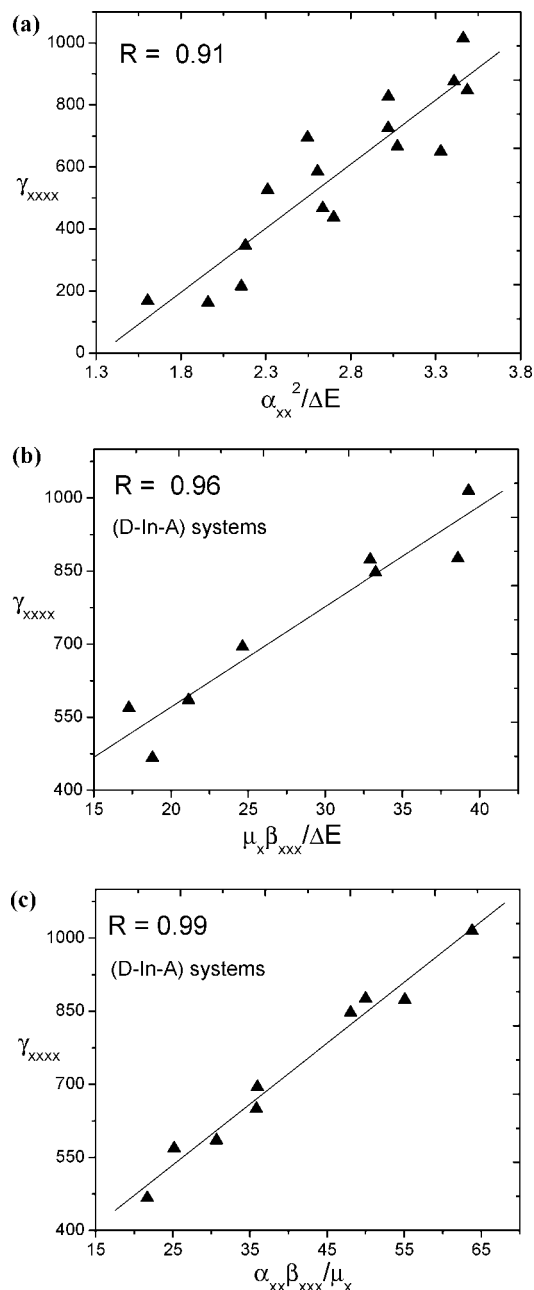 (a)
R = 0.91
1000
800
600
400
200
0
γxxxx
1.3 1.8 2.3 2.8 3.3 3.8
αxx²/ΔE
(b)
R = 0.96
(D-In-A) systems
1000
850
700
550
400
γxxxx
15 20 25 30 35 40
μxβxxx/ΔE
(c)
R = 0.99
(D-In-A) systems
1000
850
700
550
400
γxxxx
15 25 35 45 55 65
αxxβxxx/μx